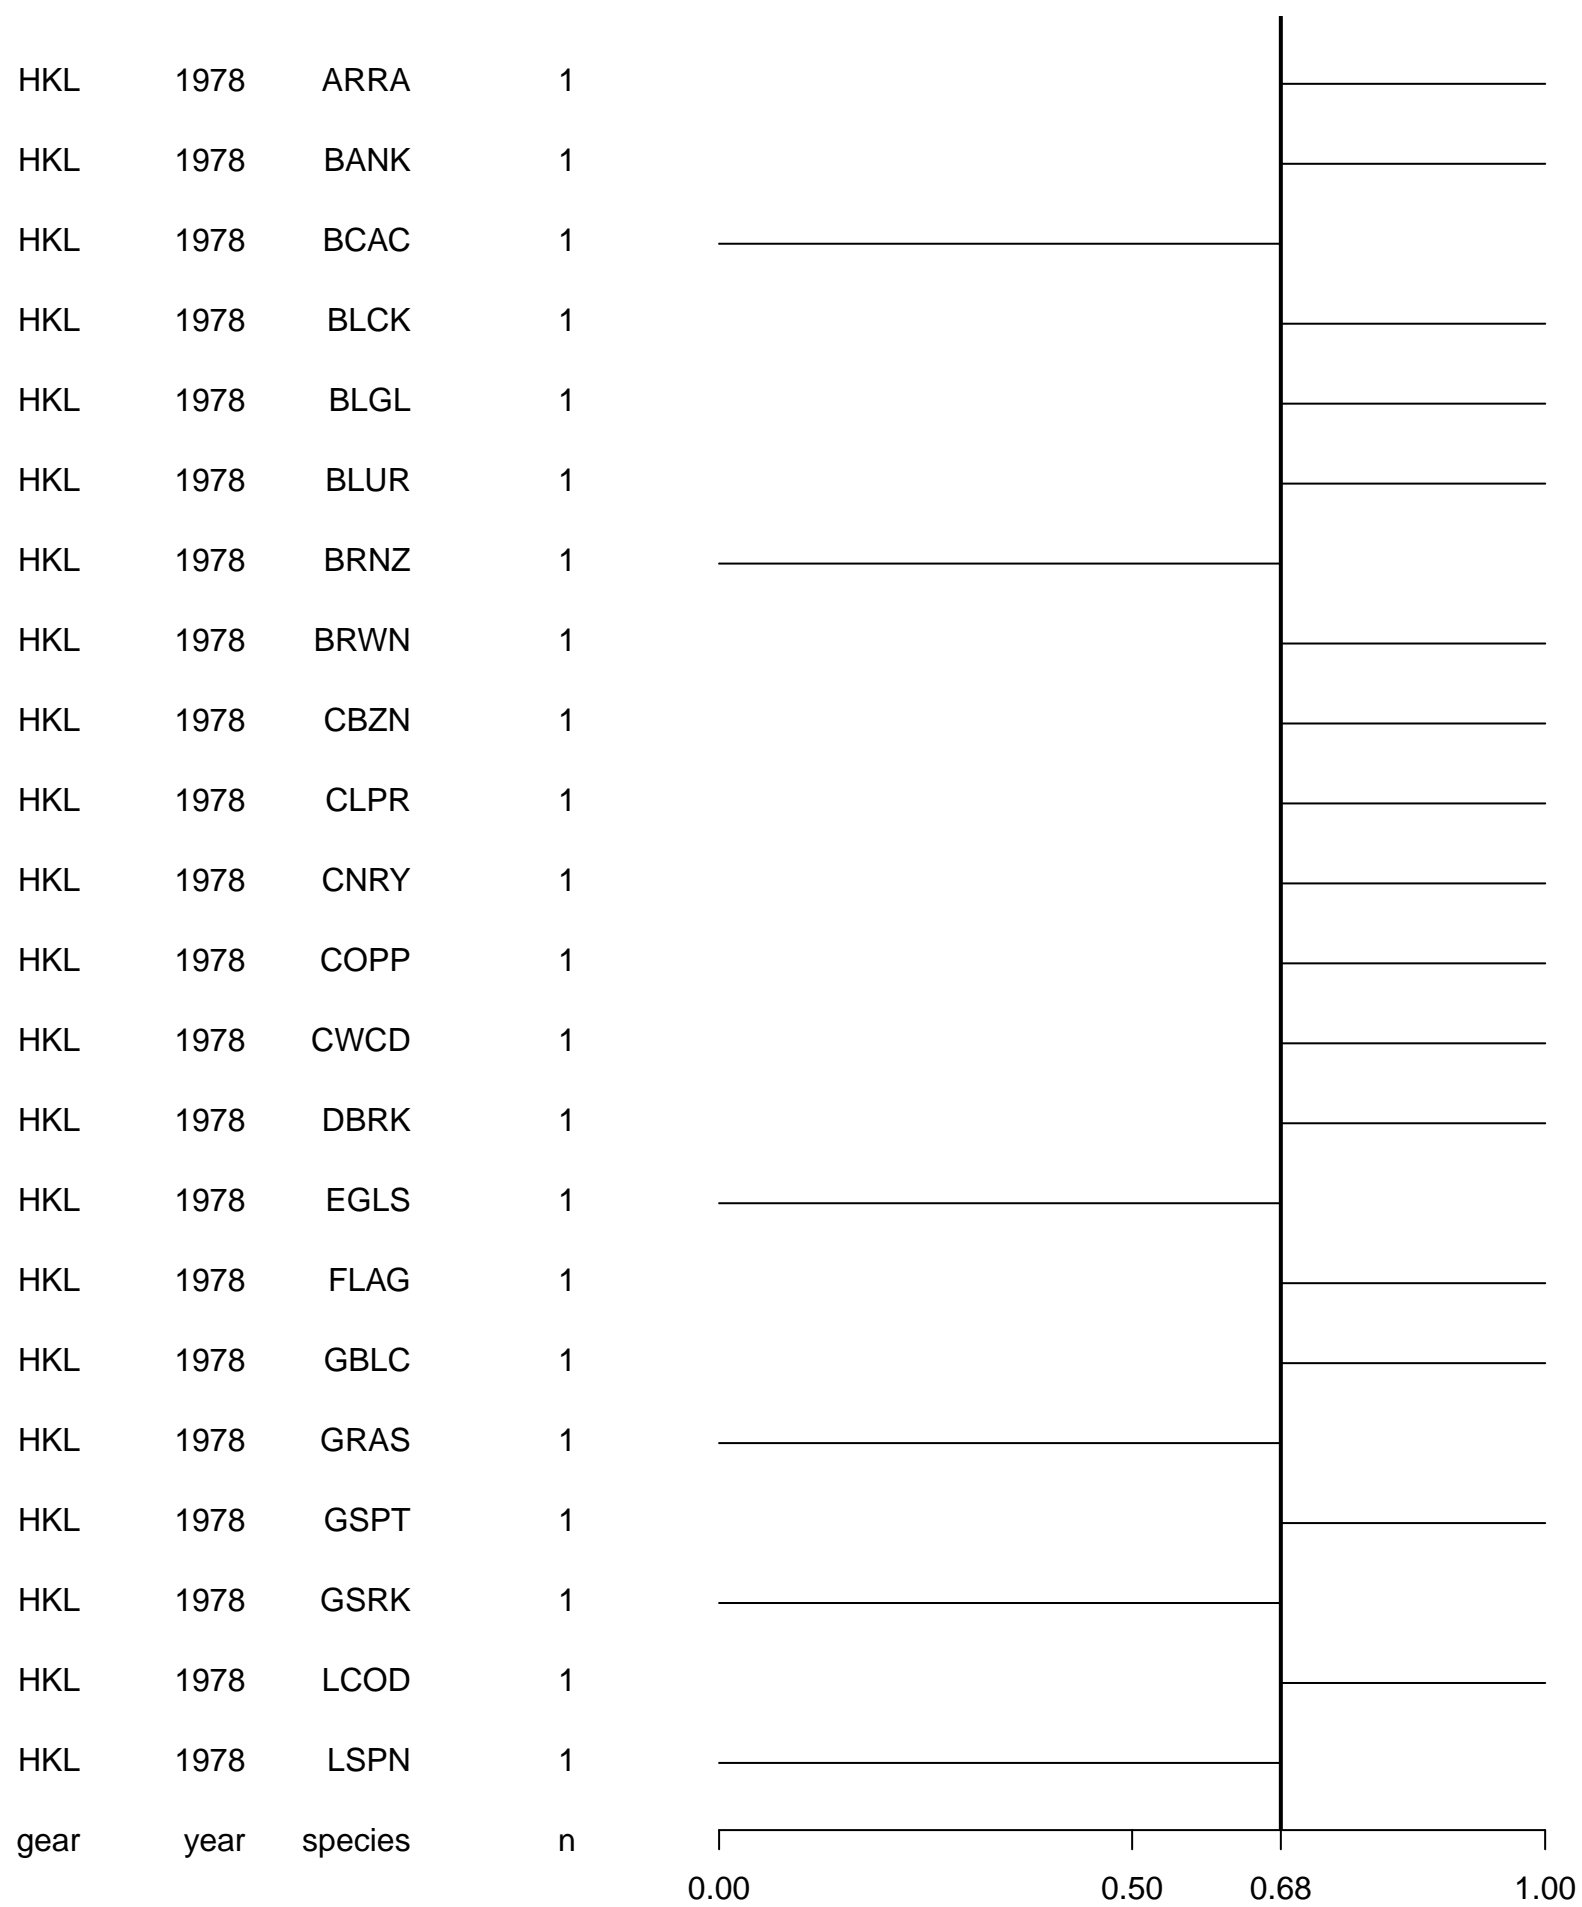 HKL 1978 ARRA 1
HKL 1978 BANK 1
HKL 1978 BCAC 1
HKL 1978 BLCK 1
HKL 1978 BLGL 1
HKL 1978 BLUR 1
HKL 1978 BRNZ 1
HKL 1978 BRWN 1
HKL 1978 CBZN 1
HKL 1978 CLPR 1
HKL 1978 CNRY 1
HKL 1978 COPP 1
HKL 1978 CWCD 1
HKL 1978 DBRK 1
HKL 1978 EGLS 1
HKL 1978 FLAG 1
HKL 1978 GBLC 1
HKL 1978 GRAS 1
HKL 1978 GSPT 1
HKL 1978 GSRK 1
HKL 1978 LCOD 1
HKL 1978 LSPN 1
gear year species n
0.00 0.50 0.68 1.00